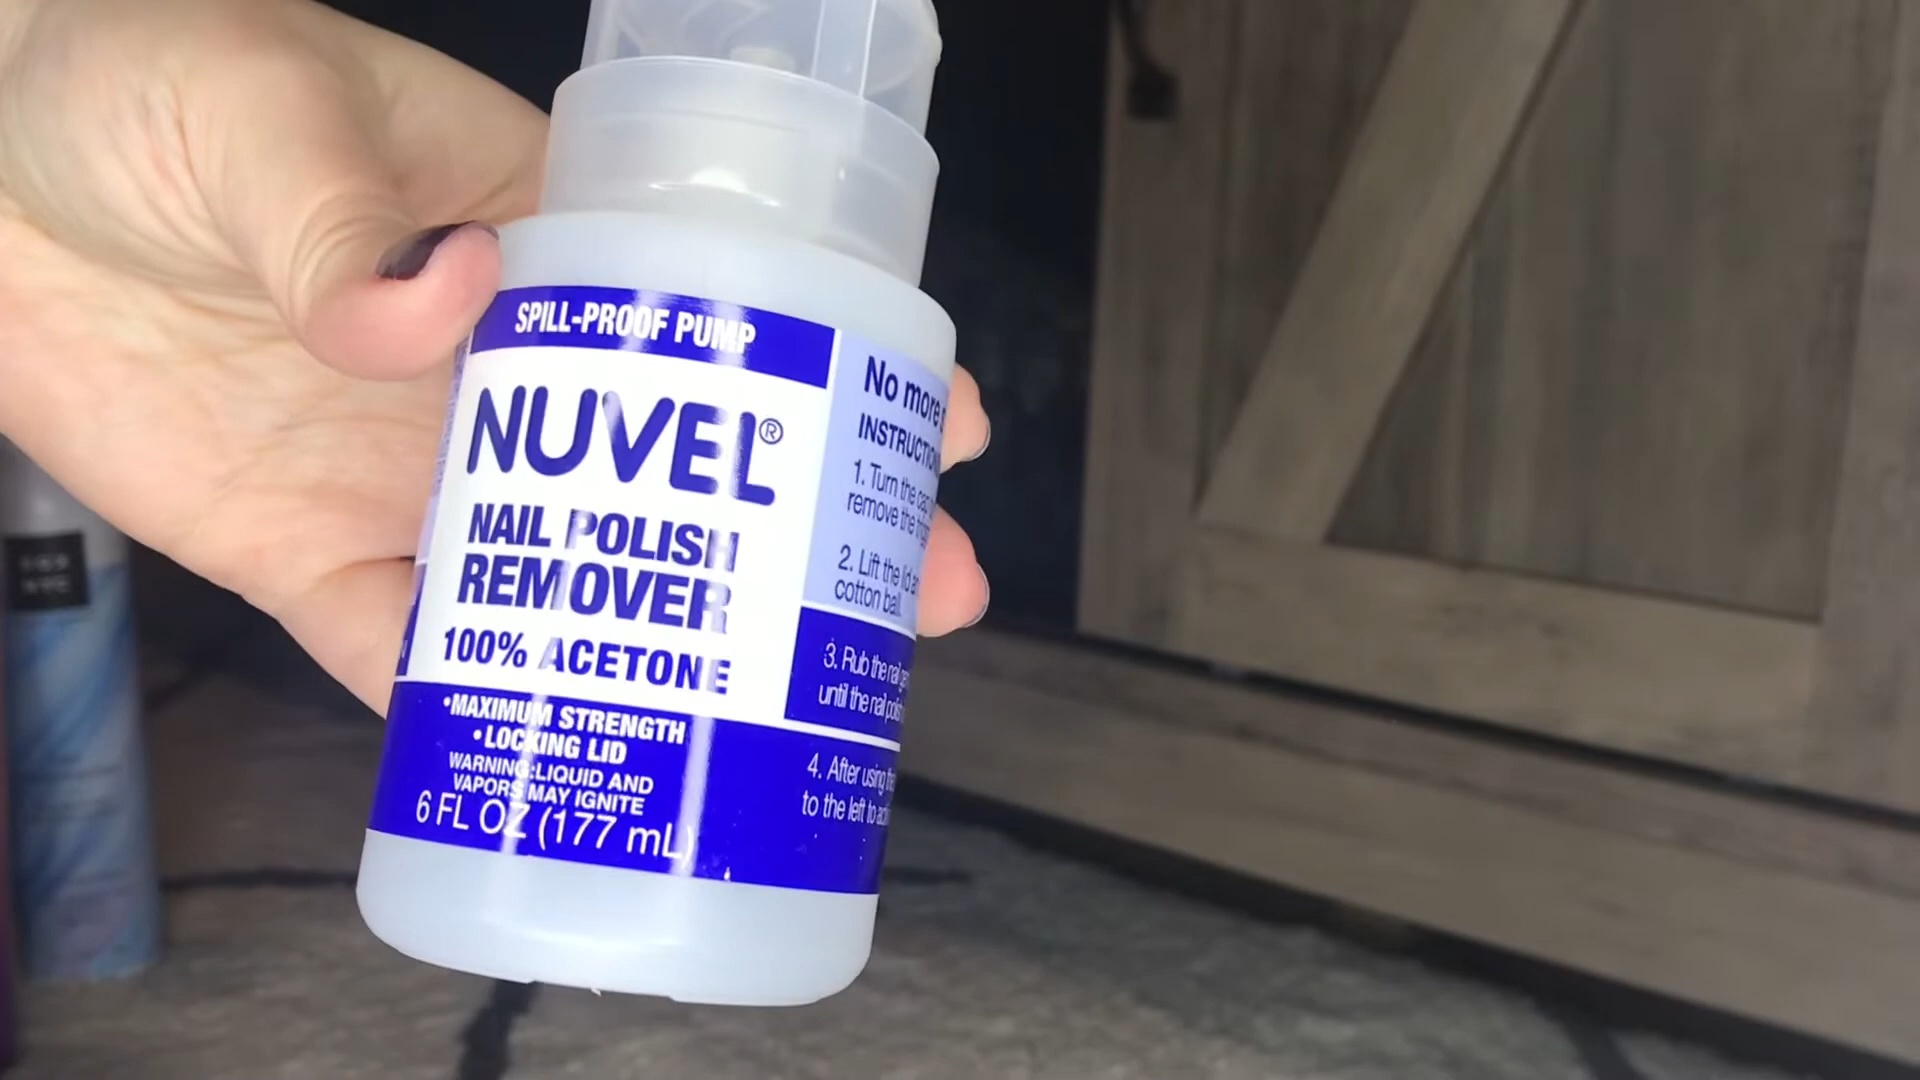 SPILL-PROOF PUMP
NUVEL®
NAIL POLISH
REMOVER
100% ACETONE
•MAXIMUM STRENGTH
•LOCKING LID
WARNING:LIQUID AND
VAPORS MAY IGNITE
6 FL OZ (177 mL)
No more
INSTRUCTION
1. Turn the cap
remove the
2. Lift the lid
cotton ball.
3. Rub the nail
until the nail
4. After using
to the left to
NYC